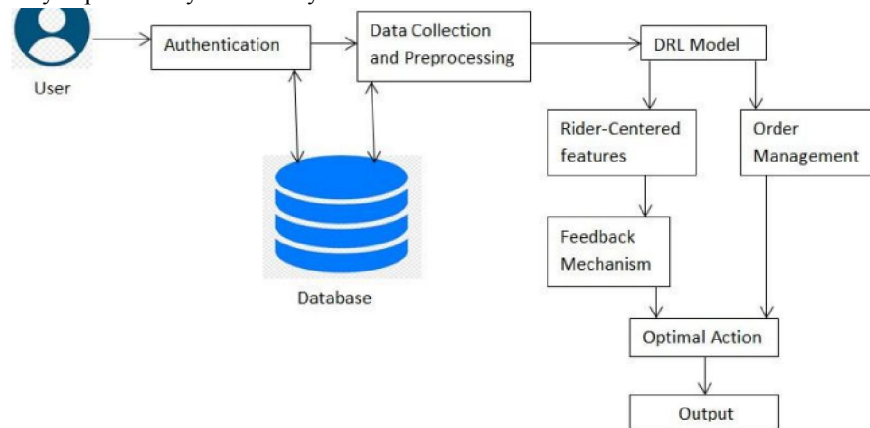 User
Authentication
Data Collection
and Preprocessing
DRL Model
Rider-Centered
features
Order
Management
Feedback
Mechanism
Database
Optimal Action
Output